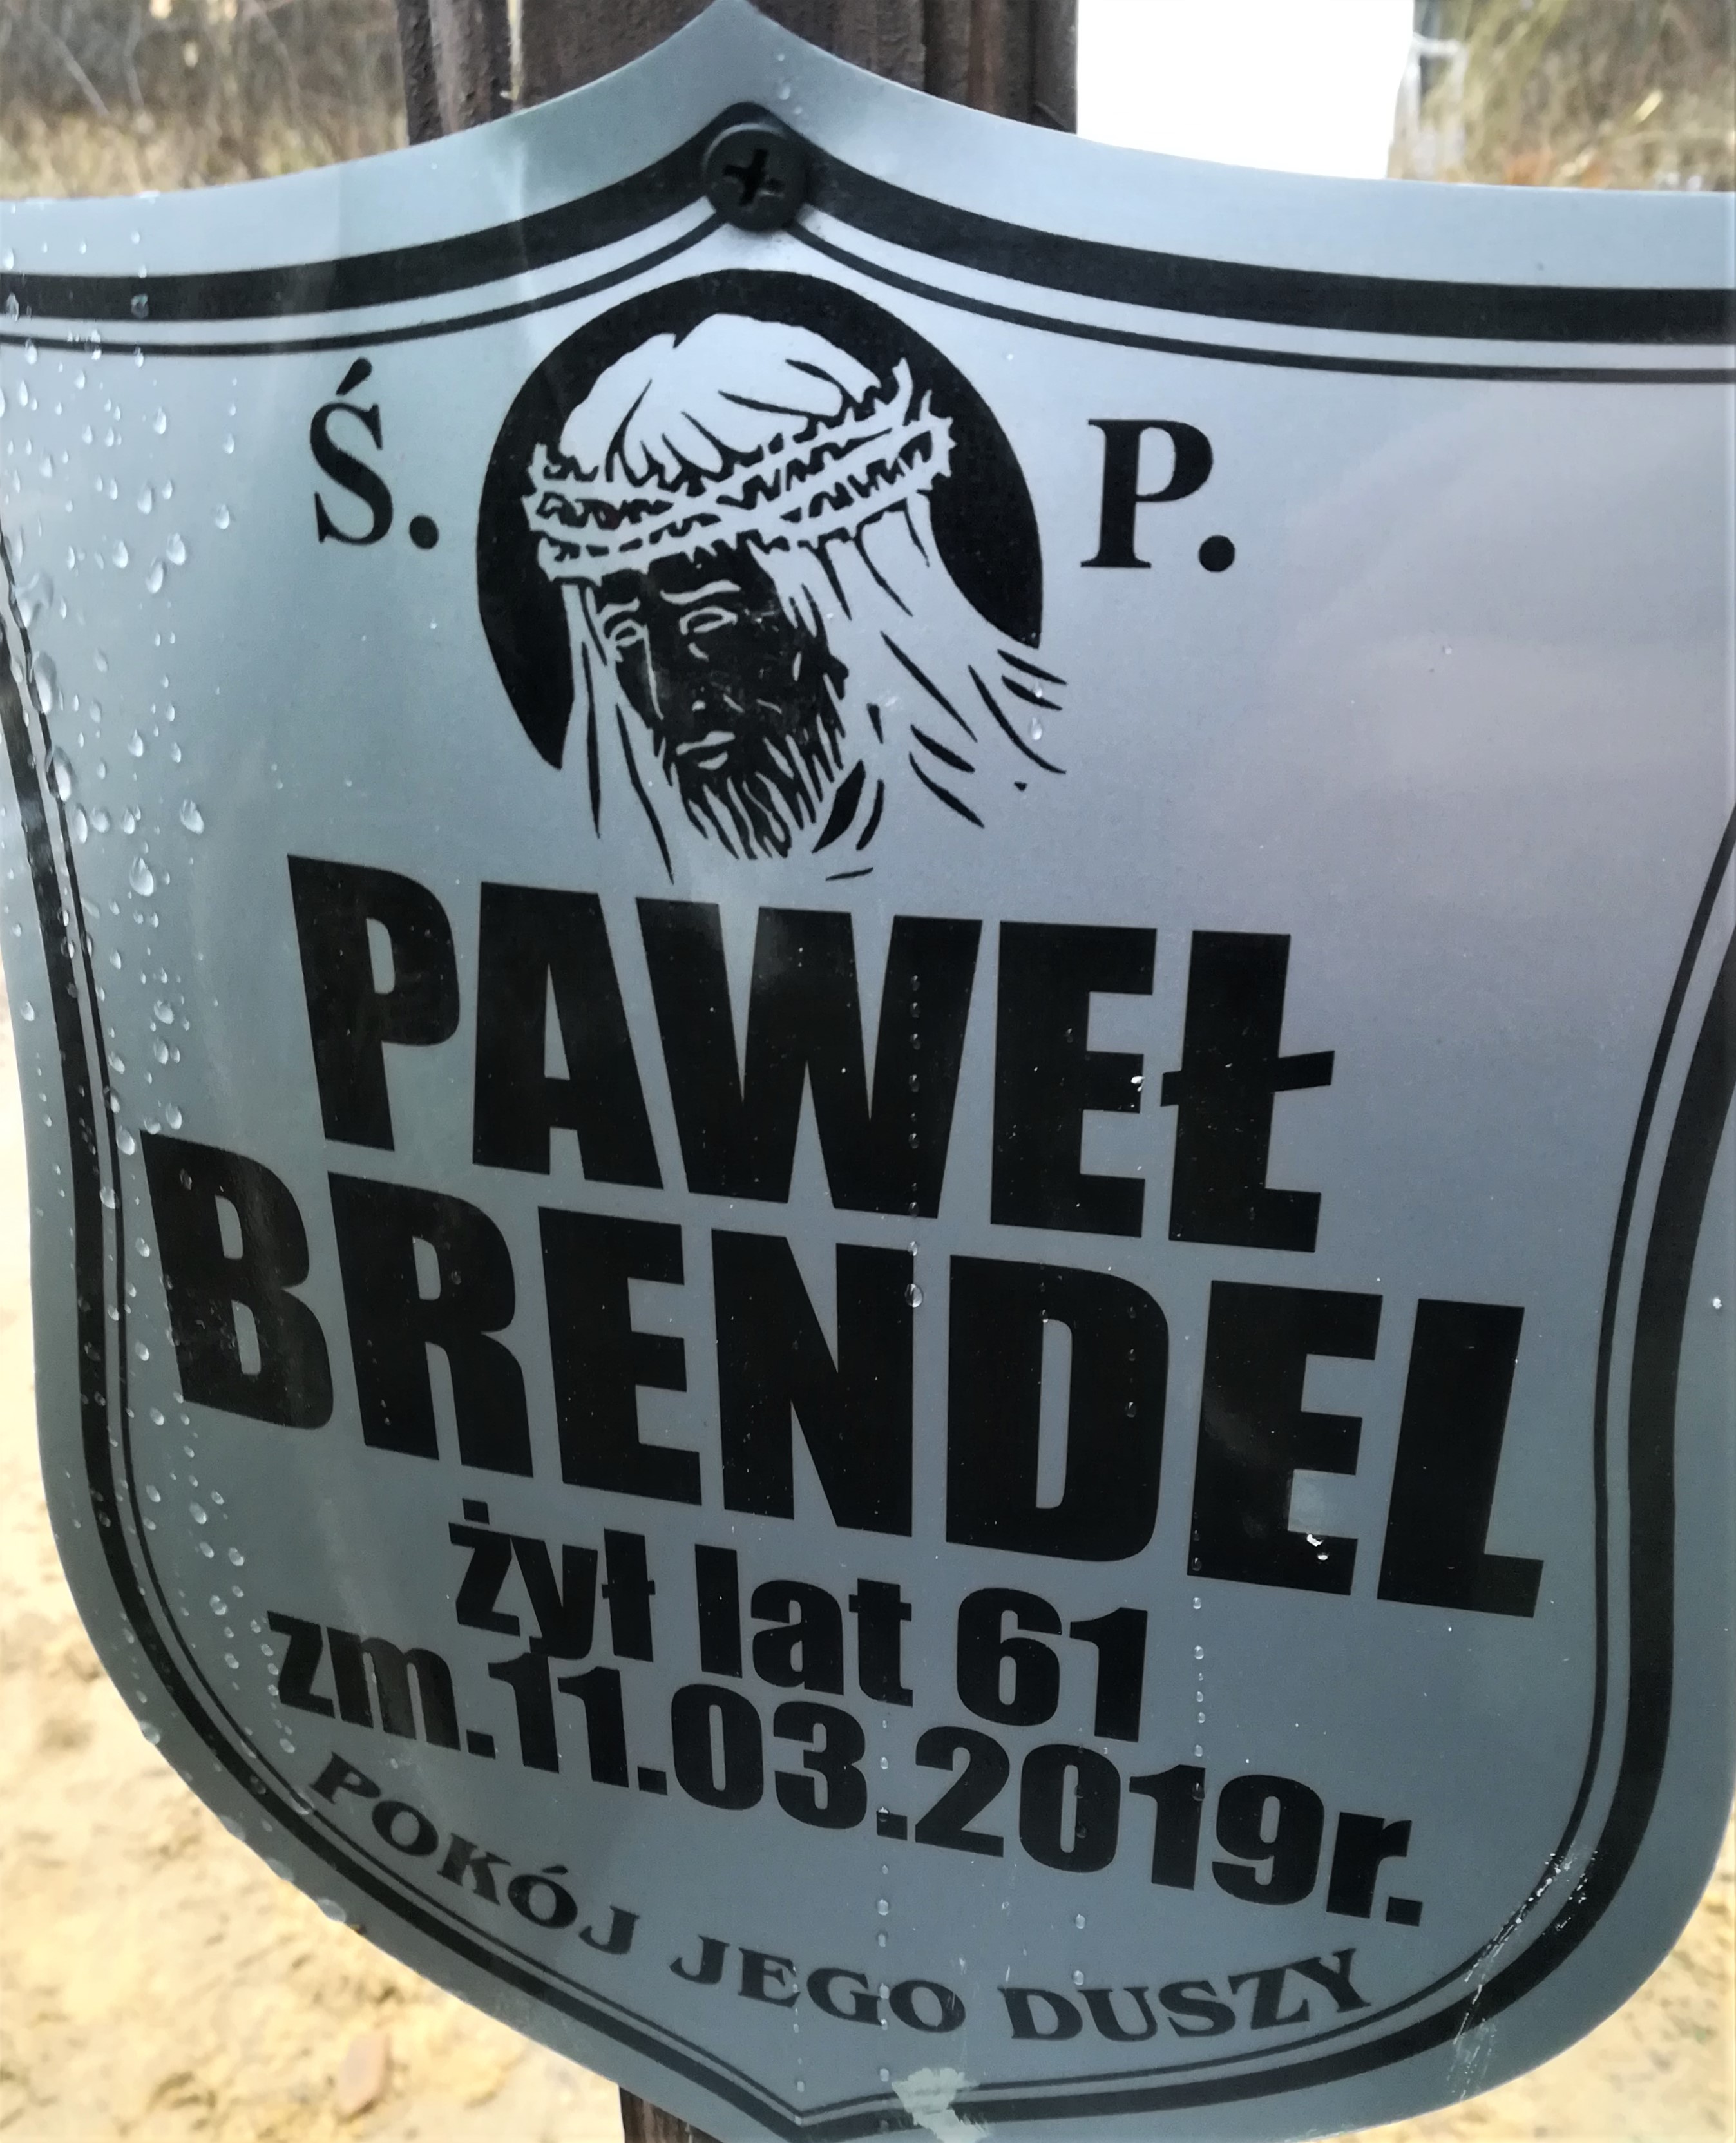 Ś. P.
PAWEŁ
BRENDEL
żył lat 61
zm.11.03.2019r.
POKÓJ JEGO DUSZY